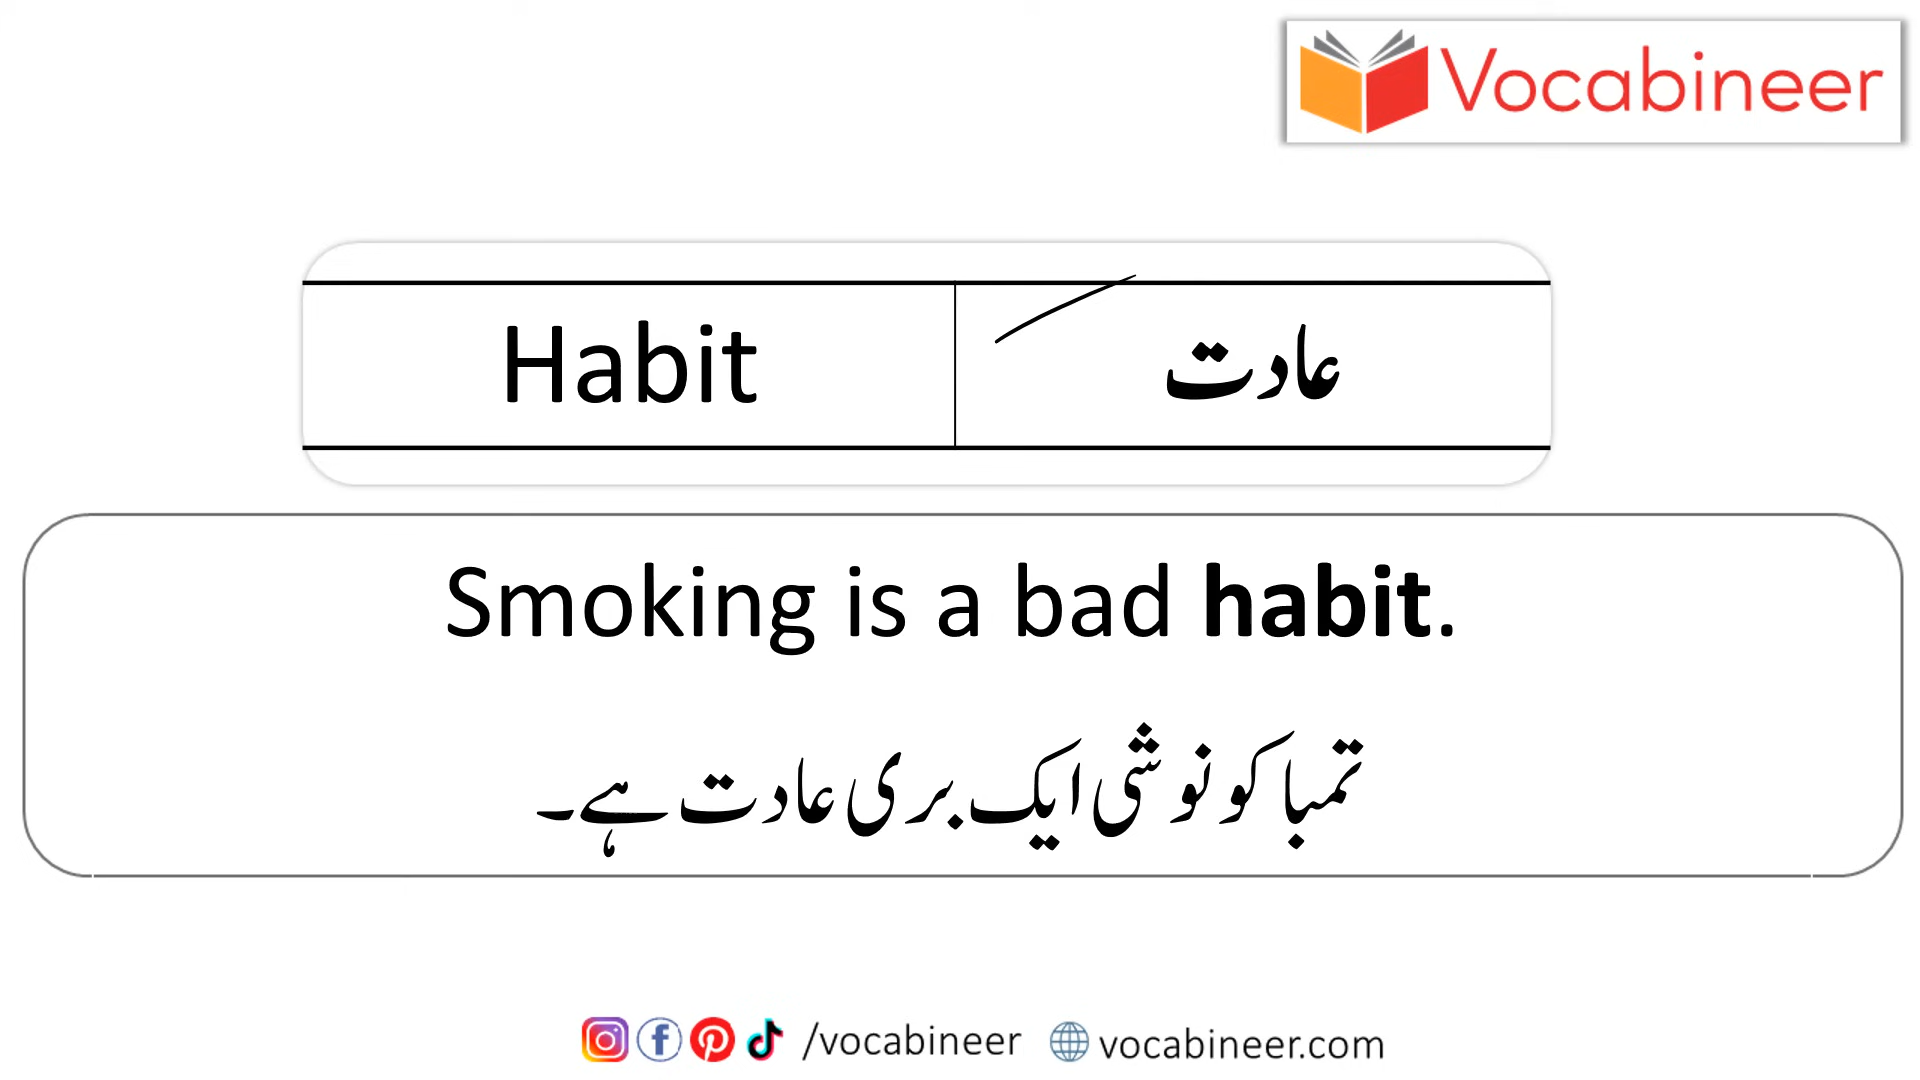 Vocabineer
Habit
عادت
Smoking is a bad habit.
تمباکو نوشی ایک بری عادت ہے۔
/vocabineer
vocabineer.com